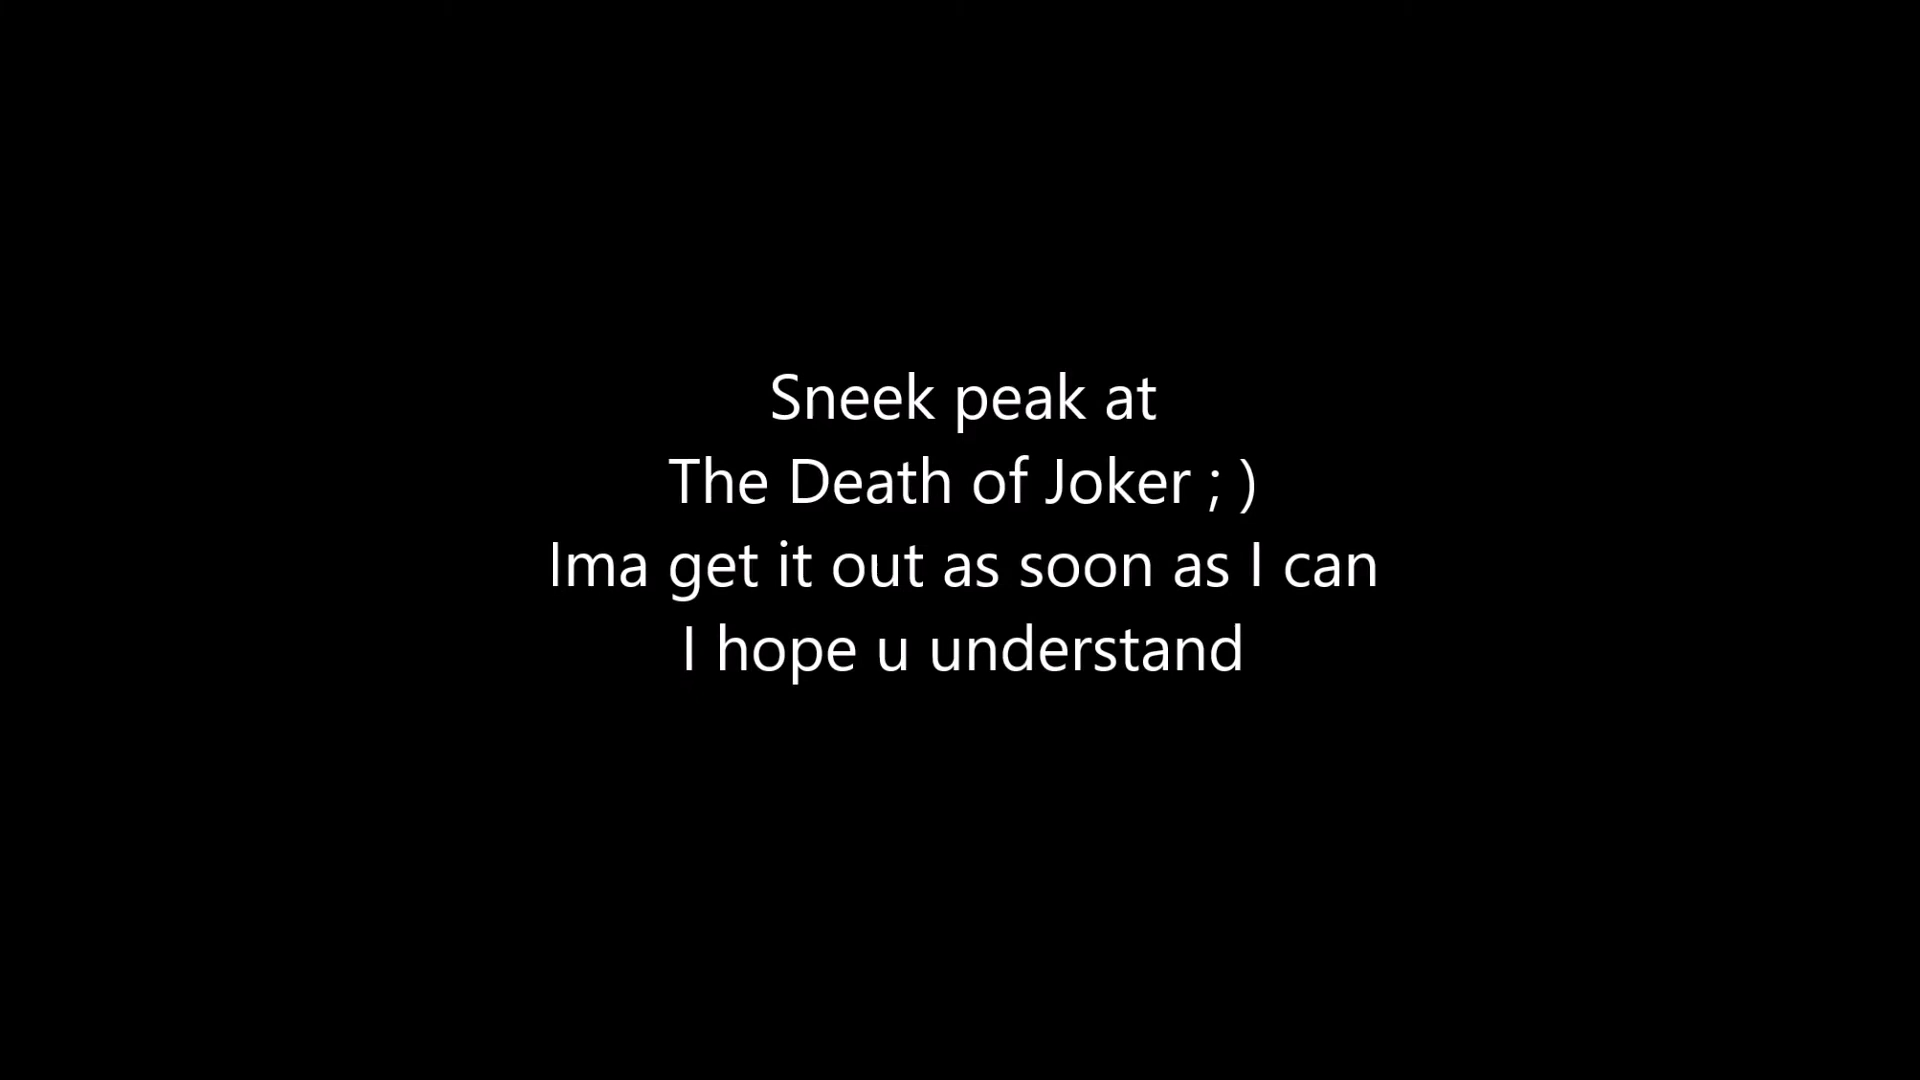 Sneek peak at
The Death of Joker ; )
Ima get it out as soon as I can
I hope u understand